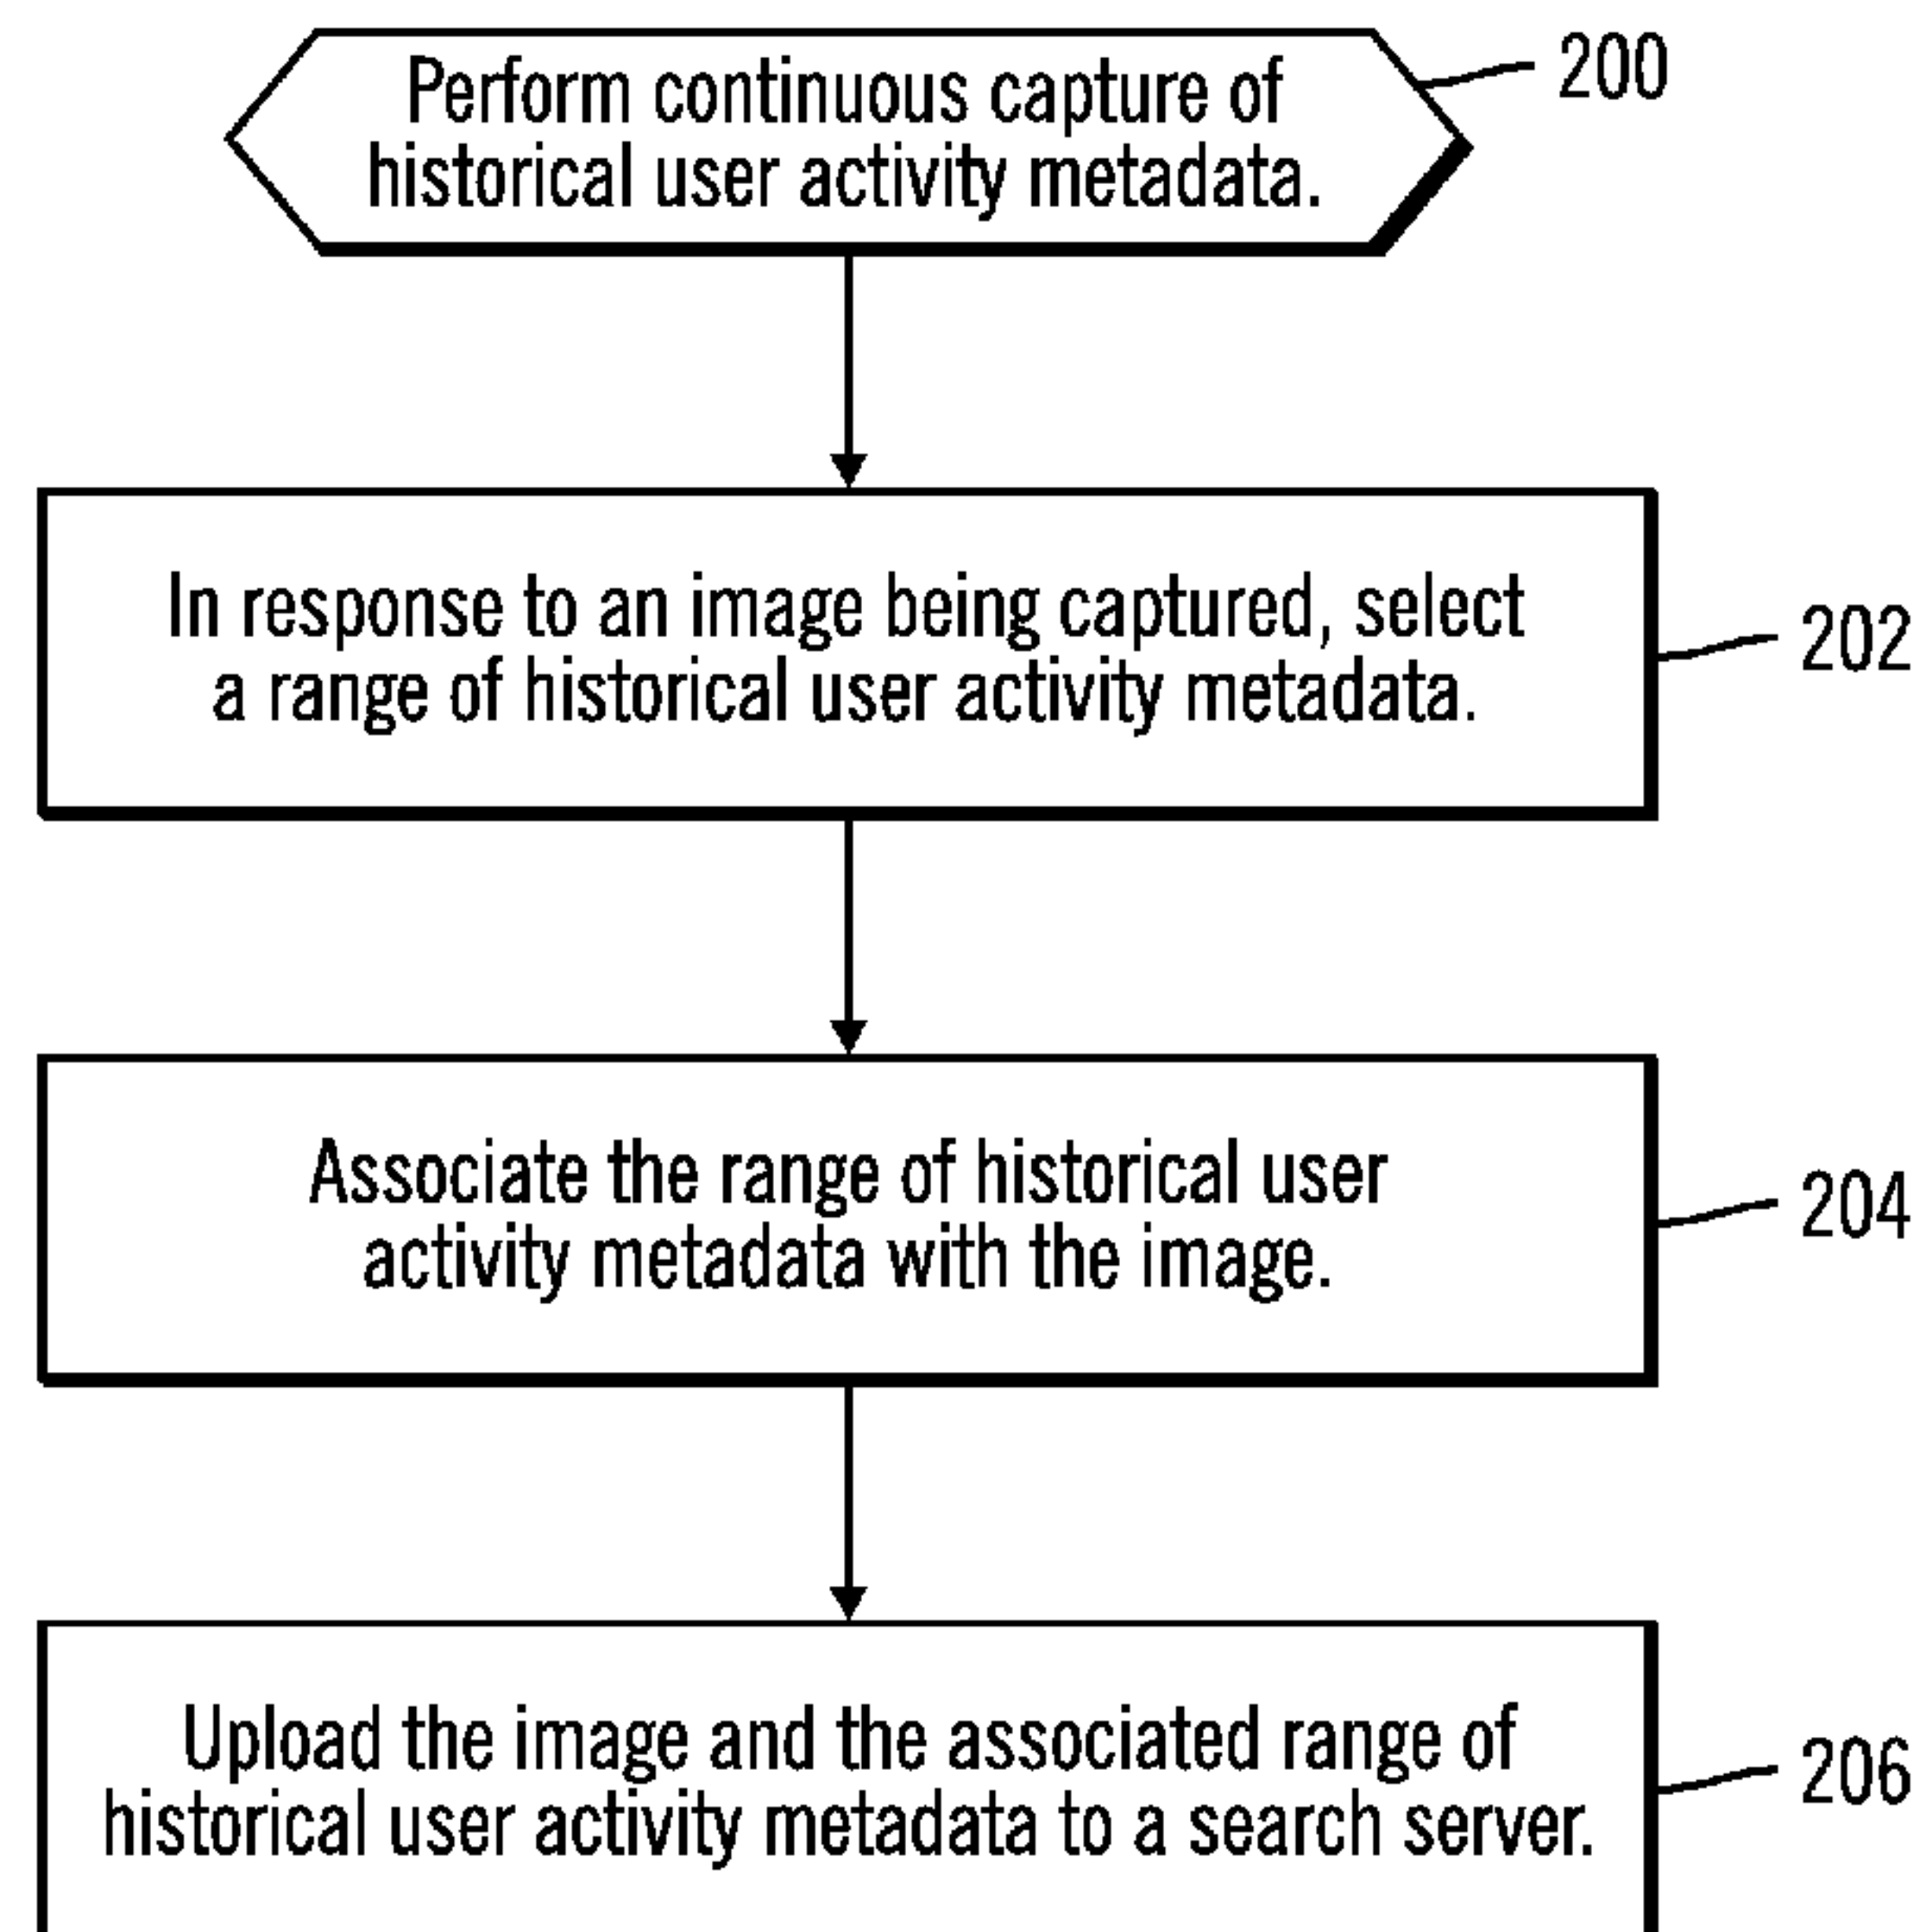 Perform continuous capture of
historical user activity metadata.
200
In response to an image being captured, select
a range of historical user activity metadata.
202
Associate the range of historical user
activity metadata with the image.
204
Upload the image and the associated range of
historical user activity metadata to a search server.
206